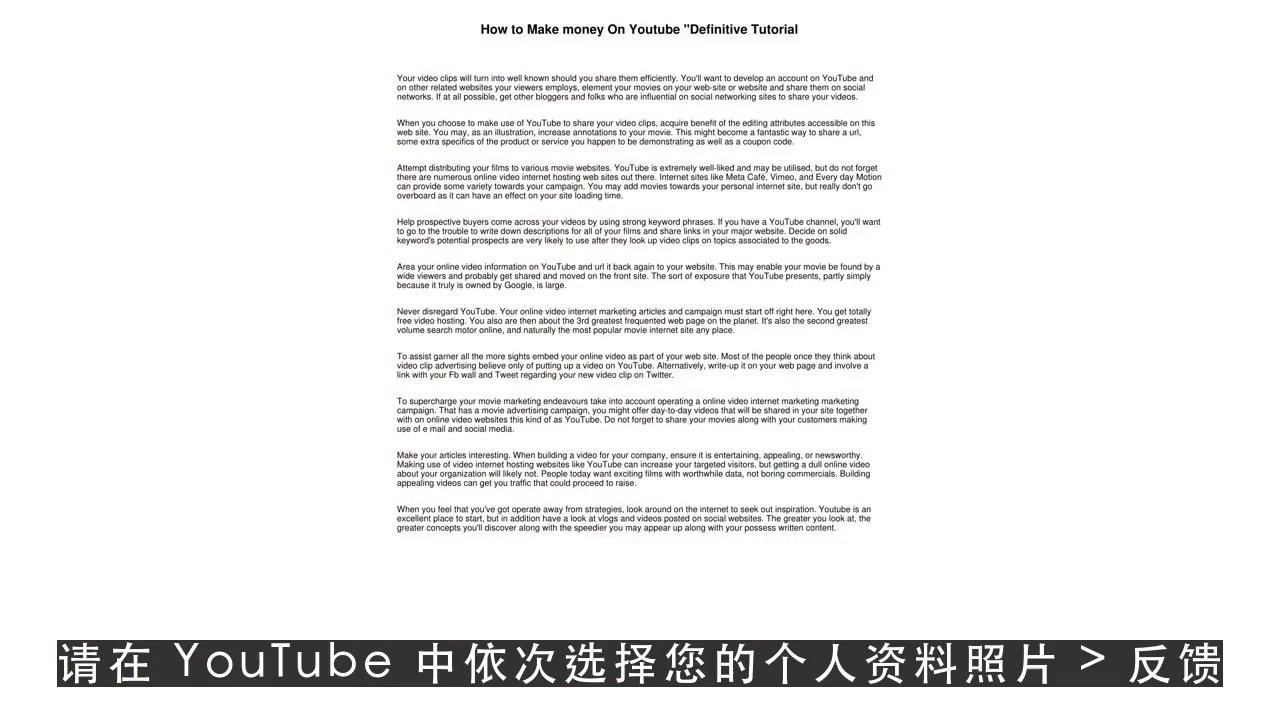 How to Make money On Youtube "Definitive Tutorial
Your video clips will turn into well known should you share them efficiently. You'll want to develop an account on YouTube and
on other related websites your viewers employs, element your movies on your web-site or website and share them on social
networks. If at all possible, get other bloggers and folks who are influential on social networking sites to share your videos.
When you choose to make use of YouTube to share your video clips, acquire benefit of the editing attributes accessible on this
web site. You may, as an illustration, increase annotations to your movie. This might become a fantastic way to share a url,
some extra specifics of the product or service you happen to be demonstrating as well as a coupon code.
Attempt distributing your films to various movie websites. YouTube is extremely well-liked and may be utilised, but do not forget
there are numerous online video internet hosting web sites out there. Internet sites like Meta Café, Vimeo, and Every day Motion
can provide some variety towards your campaign. You may add movies towards your personal internet site, but really don't go
overboard as it can have an effect on your site loading time.
Help prospective buyers come across your videos by using strong keyword phrases. If you have a YouTube channel, you'll want
to go to the trouble to write down descriptions for all of your films and share links in your major website. Decide on solid
keyword's potential prospects are very likely to use after they look up video clips on topics associated to the goods.
Area your online video information on YouTube and url it back again to your website. This may enable your movie be found by a
wide viewers and probably get shared and moved on the front site. The sort of exposure that YouTube presents, partly simply
because it truly is owned by Google, is large.
Never disregard YouTube. Your online video internet marketing articles and campaign must start off right here. You get totally
free video hosting. You also are then about the 3rd greatest frequented web page on the planet. It's also the second greatest
volume search motor online, and naturally the most popular movie internet site any place.
To assist garner all the more sights embed your online video as part of your web site. Most of the people once they think about
video clip advertising believe only of putting up a video on YouTube. Alternatively, write-up it on your web page and involve a
link with your Fb wall and Tweet regarding your new video clip on Twitter.
To supercharge your movie marketing endeavours take into account operating a online video internet marketing marketing
campaign. That has a movie advertising campaign, you might offer day-to-day videos that will be shared in your site together
with on online video websites this kind of as YouTube. Do not forget to share your movies along with your customers making
use of e mail and social media.
Make your articles interesting. When building a video for your company, ensure it is entertaining, appealing, or newsworthy.
Making use of video internet hosting websites like YouTube can increase your targeted visitors, but getting a dull online video
about your organization will likely not. People today want exciting films with worthwhile data, not boring commercials. Building
appealing videos can get you traffic that could proceed to raise.
When you feel that you've got operate away from strategies, look around on the internet to seek out inspiration. Youtube is an
excellent place to start, but in addition have a look at vlogs and videos posted on social websites. The greater you look at, the
greater concepts you'll discover along with the speedier you may appear up along with your possess written content.
请在 YouTube 中依次选择您的个人资料照片 > 反馈